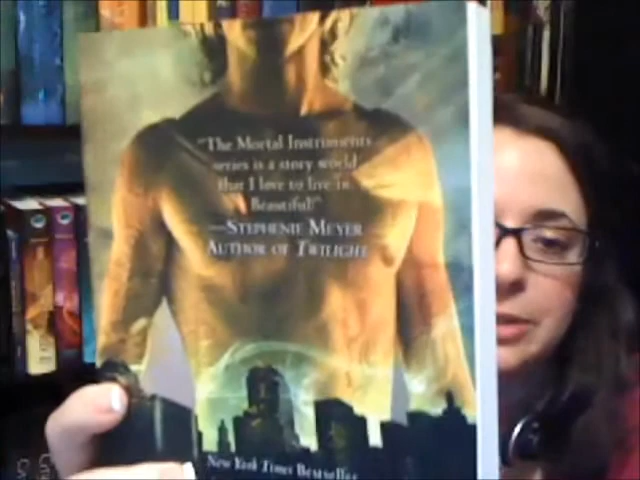 "The Mortal Instruments
series is a story world
that I love to live in.
Beautiful!"
—STEPHENIE MEYER
AUTHOR OF TWILIGHT
New York Times Bestseller